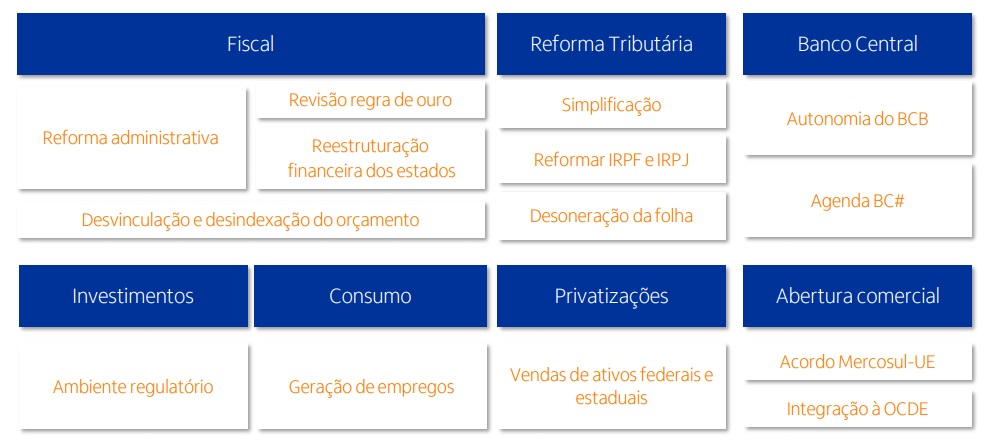 Fiscal
Reforma administrativa
Revisão regra de ouro
Reestruturação
financeira dos estados
Desvinculação e desindexação do orçamento
Reforma Tributária
Simplificação
Reformar IRPF e IRPJ
Desoneração da folha
Banco Central
Autonomia do BCB
Agenda BC#
Investimentos
Ambiente regulatório
Consumo
Geração de empregos
Privatizações
Vendas de ativos federais e
estaduais
Abertura comercial
Acordo Mercosul-UE
Integração à OCDE